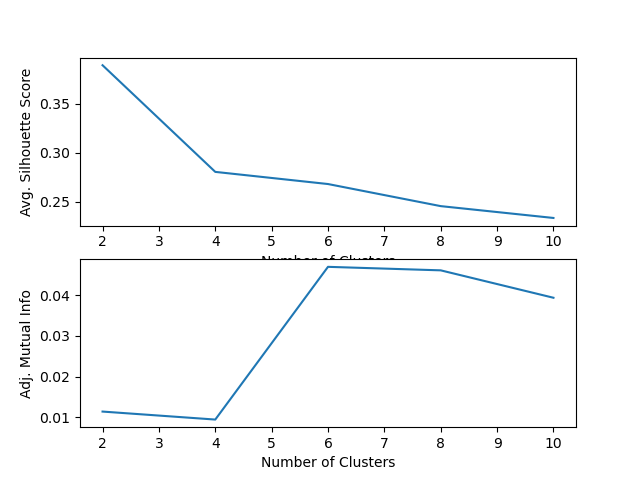 Avg. Silhouette Score
0.35
0.30
0.25
2 3 4 5 6 7 8 9 10
Number of Clusters
Adj. Mutual Info
0.04
0.03
0.02
0.01
2 3 4 5 6 7 8 9 10
Number of Clusters